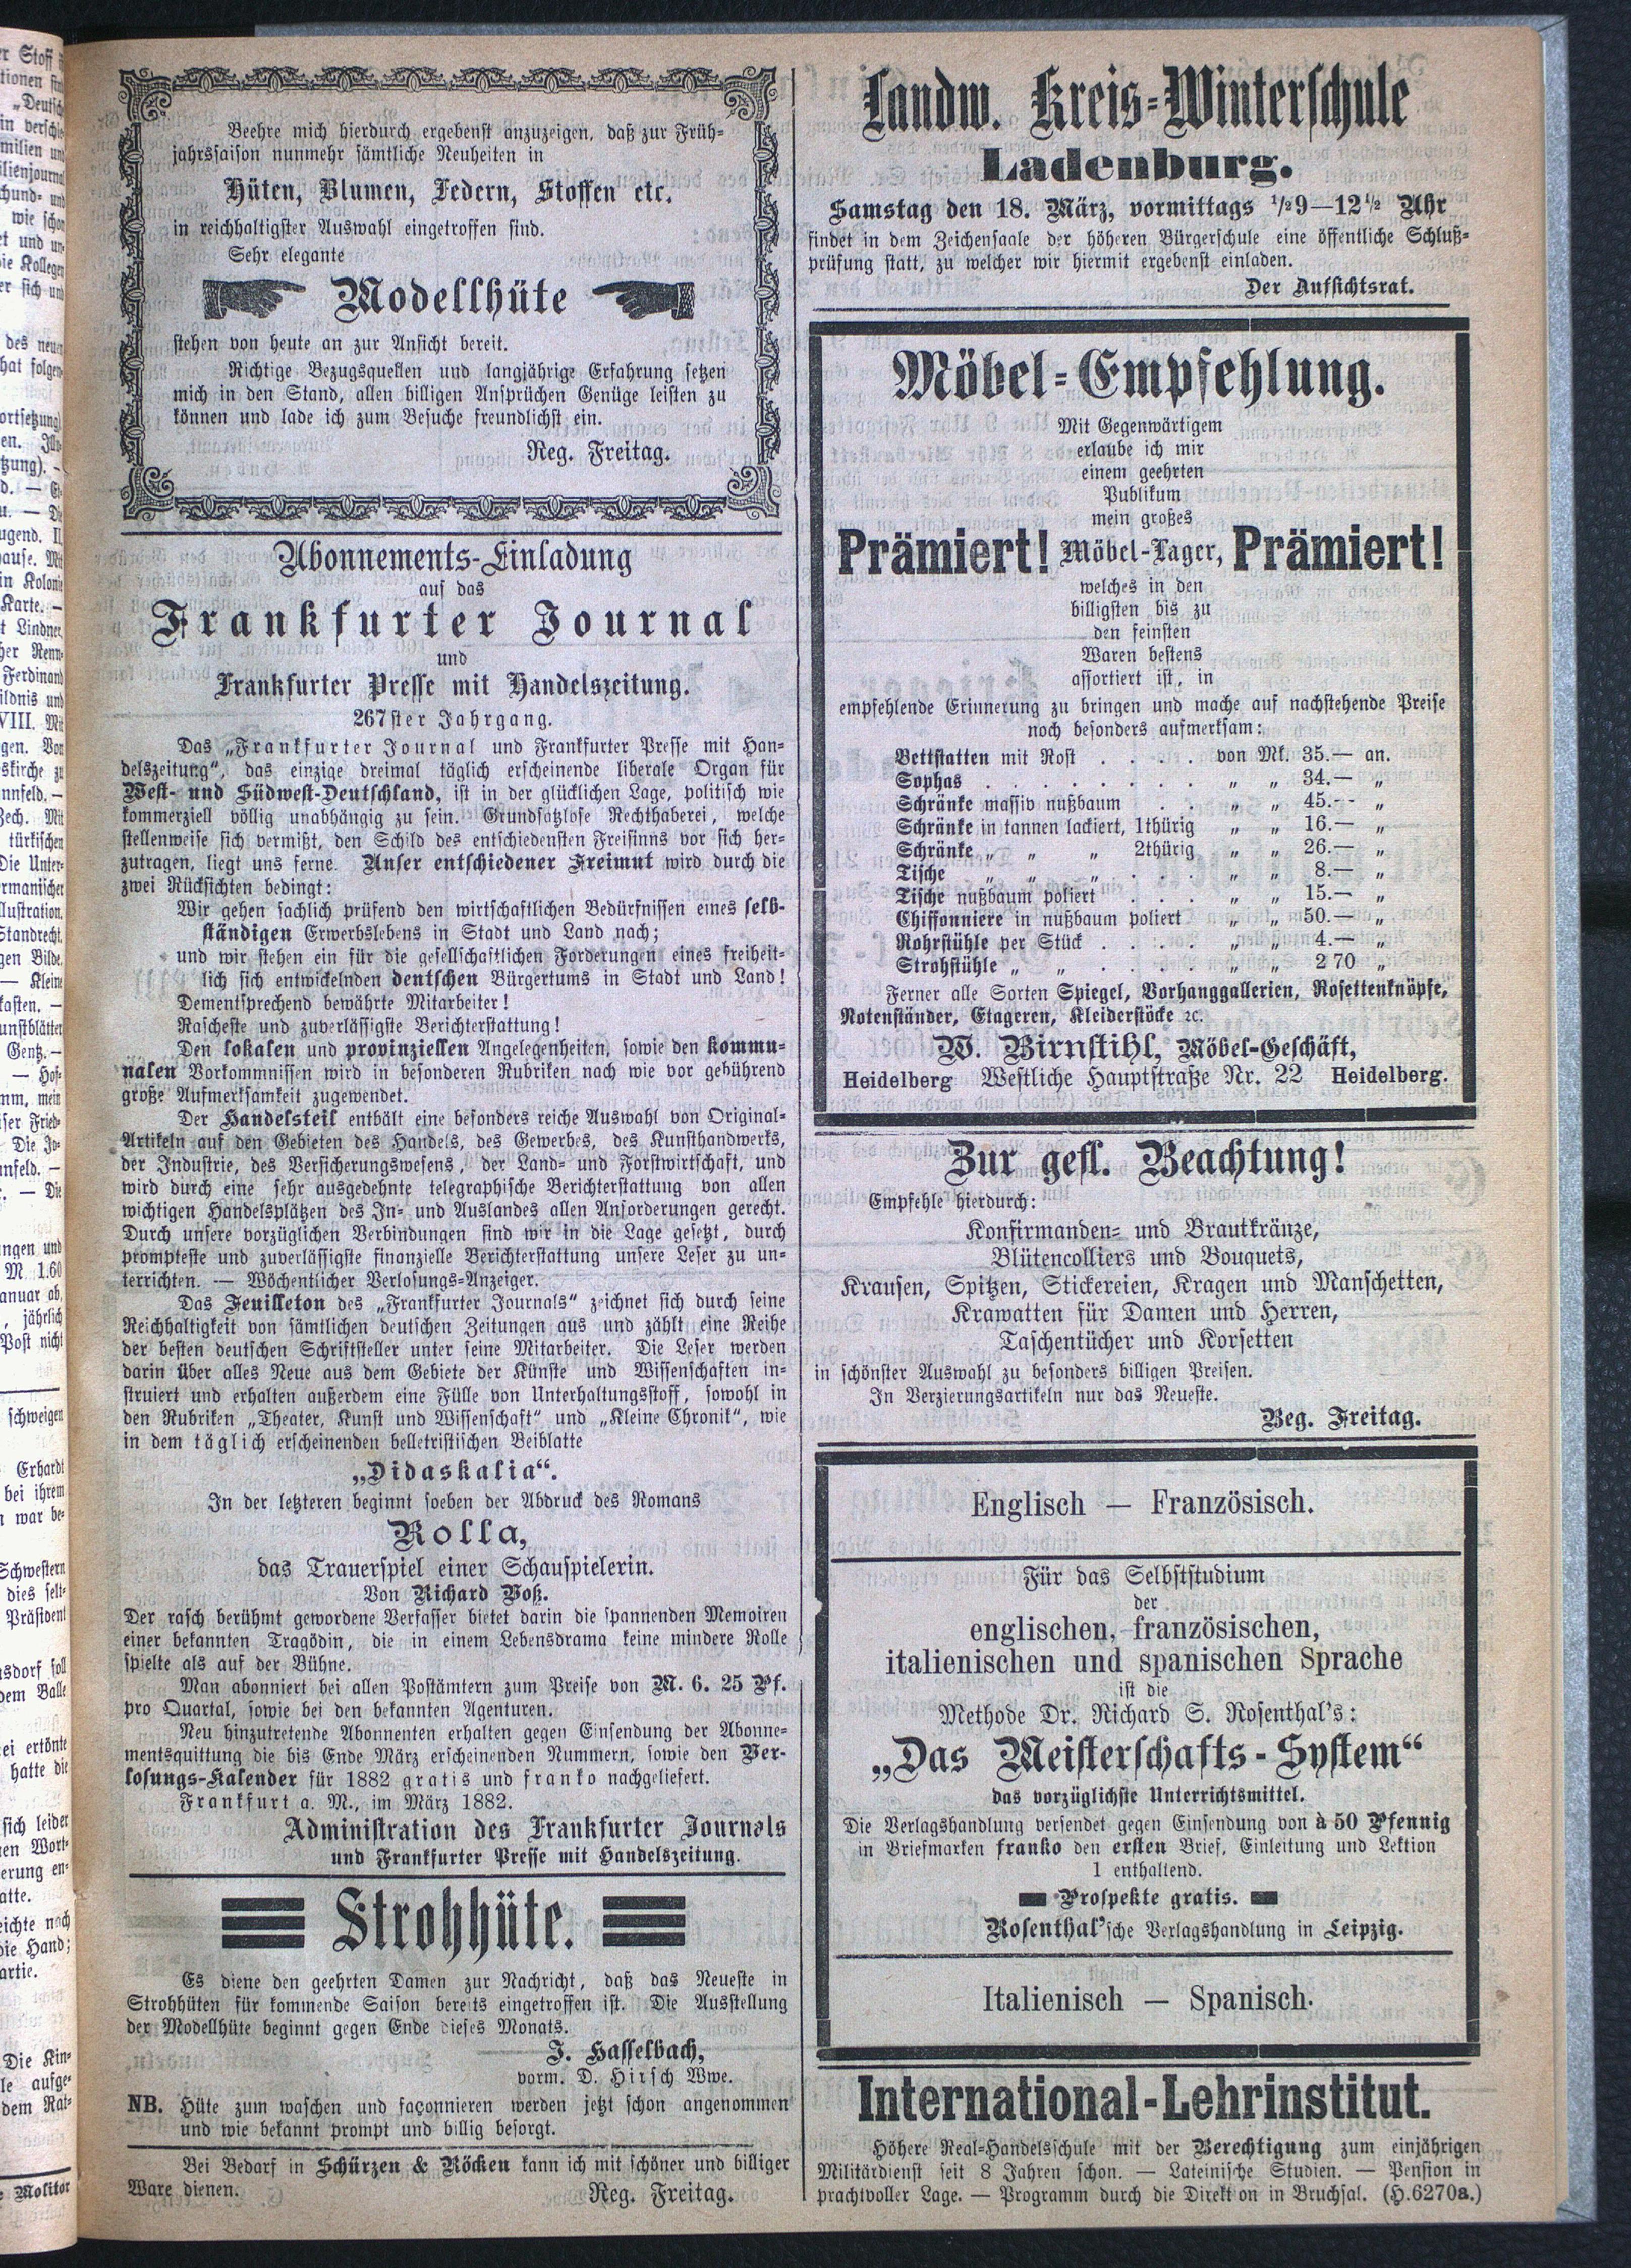 Beehre mich hierdurch ergebenst anzuzeigen, daß zur Früh-
jahrssaison nunmehr sämtliche Neuheiten in
Hüten, Blumen, Federn, Stoffen etc.
in reichhaltigster Auswahl eingetroffen sind.
Sehr elegante
Modellhüte
stehen von heute an zur Ansicht bereit.
Richtige Bezugsquellen und langjährige Erfahrung setzen
mich in den Stand, allen billigen Ansprüchen Genüge leisten zu
können und lade ich zum Besuche freundlichst ein.
Reg. Freitag.
Abonnements-Einladung
auf das
Frankfurter Journal
und
Frankfurter Presse mit Handelszeitung.
267ster Jahrgang.
Das „Frankfurter Journal und Frankfurter Presse mit Han-
delszeitung“, das einzige dreimal täglich erscheinende liberale Organ für
West- und Südwest-Deutschland, ist in der glücklichen Lage, politisch wie
kommerziell völlig unabhängig zu sein. Grundsatzlose Rechthaberei, welche
stellenweise sich vermißt, den Schild des entschiedensten Freisinns vor sich her-
zutragen, liegt uns ferne. Unser entschiedener Freimut wird durch die
zwei Rücksichten bedingt:
Wir gehen sachlich prüfend den wirtschaftlichen Bedürfnissen eines selb-
ständigen Erwerbslebens in Stadt und Land nach;
und wir stehen ein für die gesellschaftlichen Forderungen eines freiheit-
lich sich entwickelnden deutschen Bürgertums in Stadt und Land!
Dementsprechend bewährte Mitarbeiter!
Rascheste und zuverlässigste Berichterstattung!
Den lokalen und provinziellen Angelegenheiten, sowie den kommu-
nalen Vorkommnissen wird in besonderen Rubriken nach wie vor gebührend
große Aufmerksamkeit zugewendet.
Der Handelsteil enthält eine besonders reiche Auswahl von Original-
Artikeln auf den Gebieten des Handels, des Gewerbes, des Kunsthandwerks,
der Industrie, des Versicherungswesens, der Land- und Forstwirtschaft, und
wird durch eine sehr ausgedehnte telegraphische Berichterstattung von allen
wichtigen Handelsplätzen des In- und Auslandes allen Anforderungen gerecht.
Durch unsere vorzüglichen Verbindungen sind wir in die Lage gesetzt, durch
prompteste und zuverlässigste finanzielle Berichterstattung unsere Leser zu un-
terrichten. — Wöchentlicher Verlosungs-Anzeiger.
Das Feuilleton des „Frankfurter Journals“ zeichnet sich durch seine
Reichhaltigkeit von sämtlichen deutschen Zeitungen aus und zählt eine Reihe
der besten deutschen Schriftsteller unter seine Mitarbeiter. Die Leser werden
darin über alles Neue aus dem Gebiete der Künste und Wissenschaften in-
struiert und erhalten außerdem eine Fülle von Unterhaltungsstoff, sowohl in
den Rubriken „Theater, Kunst und Wissenschaft“ und „Kleine Chronik“, wie
in dem täglich erscheinenden belletristischen Beiblatte
„Didaskalia“.
In der letzteren beginnt soeben der Abdruck des Romans
Rolla,
das Trauerspiel einer Schauspielerin.
Von Richard Voß.
Der rasch berühmt gewordene Verfasser bietet darin die spannenden Memoiren
einer bekannten Tragödin, die in einem Lebensdrama keine mindere Rolle
spielte als auf der Bühne.
Man abonniert bei allen Postämtern zum Preise von M. 6. 25 Pf.
pro Quartal, sowie bei den bekannten Agenturen.
Neu hinzutretende Abonnenten erhalten gegen Einsendung der Abonne-
mentsquittung die bis Ende März erscheinenden Nummern, sowie den Ver-
losungs-Kalender für 1882 gratis und franko nachgeliefert.
Frankfurt a. M., im März 1882.
Administration des Frankfurter Journals
und Frankfurter Presse mit Handelszeitung.
Strohhüte.
Es diene den geehrten Damen zur Nachricht, daß das Neueste in
Strohhüten für kommende Saison bereits eingetroffen ist. Die Ausstellung
der Modellhüte beginnt gegen Ende dieses Monats.
J. Hasselbach,
vorm. D. Hirsch Wwe.
NB. Hüte zum waschen und façonnieren werden jetzt schon angenommen
und wie bekannt prompt und billig besorgt.
Bei Bedarf in Schürzen & Röcken kann ich mit schöner und billiger
Ware dienen.
Reg. Freitag.
Landw. Kreis-Winterschule
Ladenburg.
Samstag den 18. März, vormittags 1/2 9—12 1/2 Uhr
findet in dem Zeichensaale der höheren Bürgerschule eine öffentliche Schluß-
prüfung statt, zu welcher wir hiermit ergebenst einladen.
Der Aufsichtsrat.
Möbel-Empfehlung.
Mit Gegenwärtigem
erlaube ich mir
einem geehrten
Publikum
mein großes
Prämiert! Möbel-Lager, Prämiert!
welches in den
billigsten bis zu
den feinsten
Waren bestens
assortiert ist, in
empfehlende Erinnerung zu bringen und mache auf nachstehende Preise
noch besonders aufmerksam:
Bettstatten mit Rost . . . . von Mk. 35.— an.
Sophas . . . . . . . . „ „ 34.— „
Schränke massiv nußbaum . . . „ „ 45.— „
Schränke in tannen lackiert, 1thürig „ „ 16.— „
Schränke „ „ „ 2thürig „ „ 26.— „
Tische „ „ „ . . . „ „ 8.— „
Tische nußbaum poliert . . . „ „ 15.— „
Chiffonniere in nußbaum poliert „ „ 50.— „
Rohrstühle per Stück . . . . „ „ 4.— „
Strohstühle „ „ . . . . „ „ 2 70 „
Ferner alle Sorten Spiegel, Vorhanggallerien, Rosettenknöpfe,
Notenständer, Etageren, Kleiderstöcke ꝛc.
W. Birnstihl, Möbel-Geschäft,
Heidelberg Westliche Hauptstraße Nr. 22 Heidelberg.
Zur gefl. Beachtung!
Empfehle hierdurch:
Konfirmanden- und Brautkränze,
Blütencolliers und Bouquets,
Krausen, Spitzen, Stickereien, Kragen und Manschetten,
Krawatten für Damen und Herren,
Taschentücher und Korsetten
in schönster Auswahl zu besonders billigen Preisen.
In Verzierungsartikeln nur das Neueste.
Beg. Freitag.
Englisch — Französisch.
Für das Selbststudium
der
englischen, französischen,
italienischen und spanischen Sprache
ist die
Methode Dr. Richard S. Rosenthal's:
„Das Meisterschafts-System“
das vorzüglichste Unterrichtsmittel.
Die Verlagshandlung versendet gegen Einsendung von à 50 Pfennig
in Briefmarken franko den ersten Brief, Einleitung und Lektion
1 enthaltend.
Prospekte gratis.
Rosenthal'sche Verlagshandlung in Leipzig.
Italienisch — Spanisch.
International-Lehrinstitut.
Höhere Real-Handelsschule mit der Berechtigung zum einjährigen
Militärdienst seit 8 Jahren schon. — Lateinische Studien. — Pension in
prachtvoller Lage. — Programm durch die Direktion in Bruchsal. (H.6270a.)